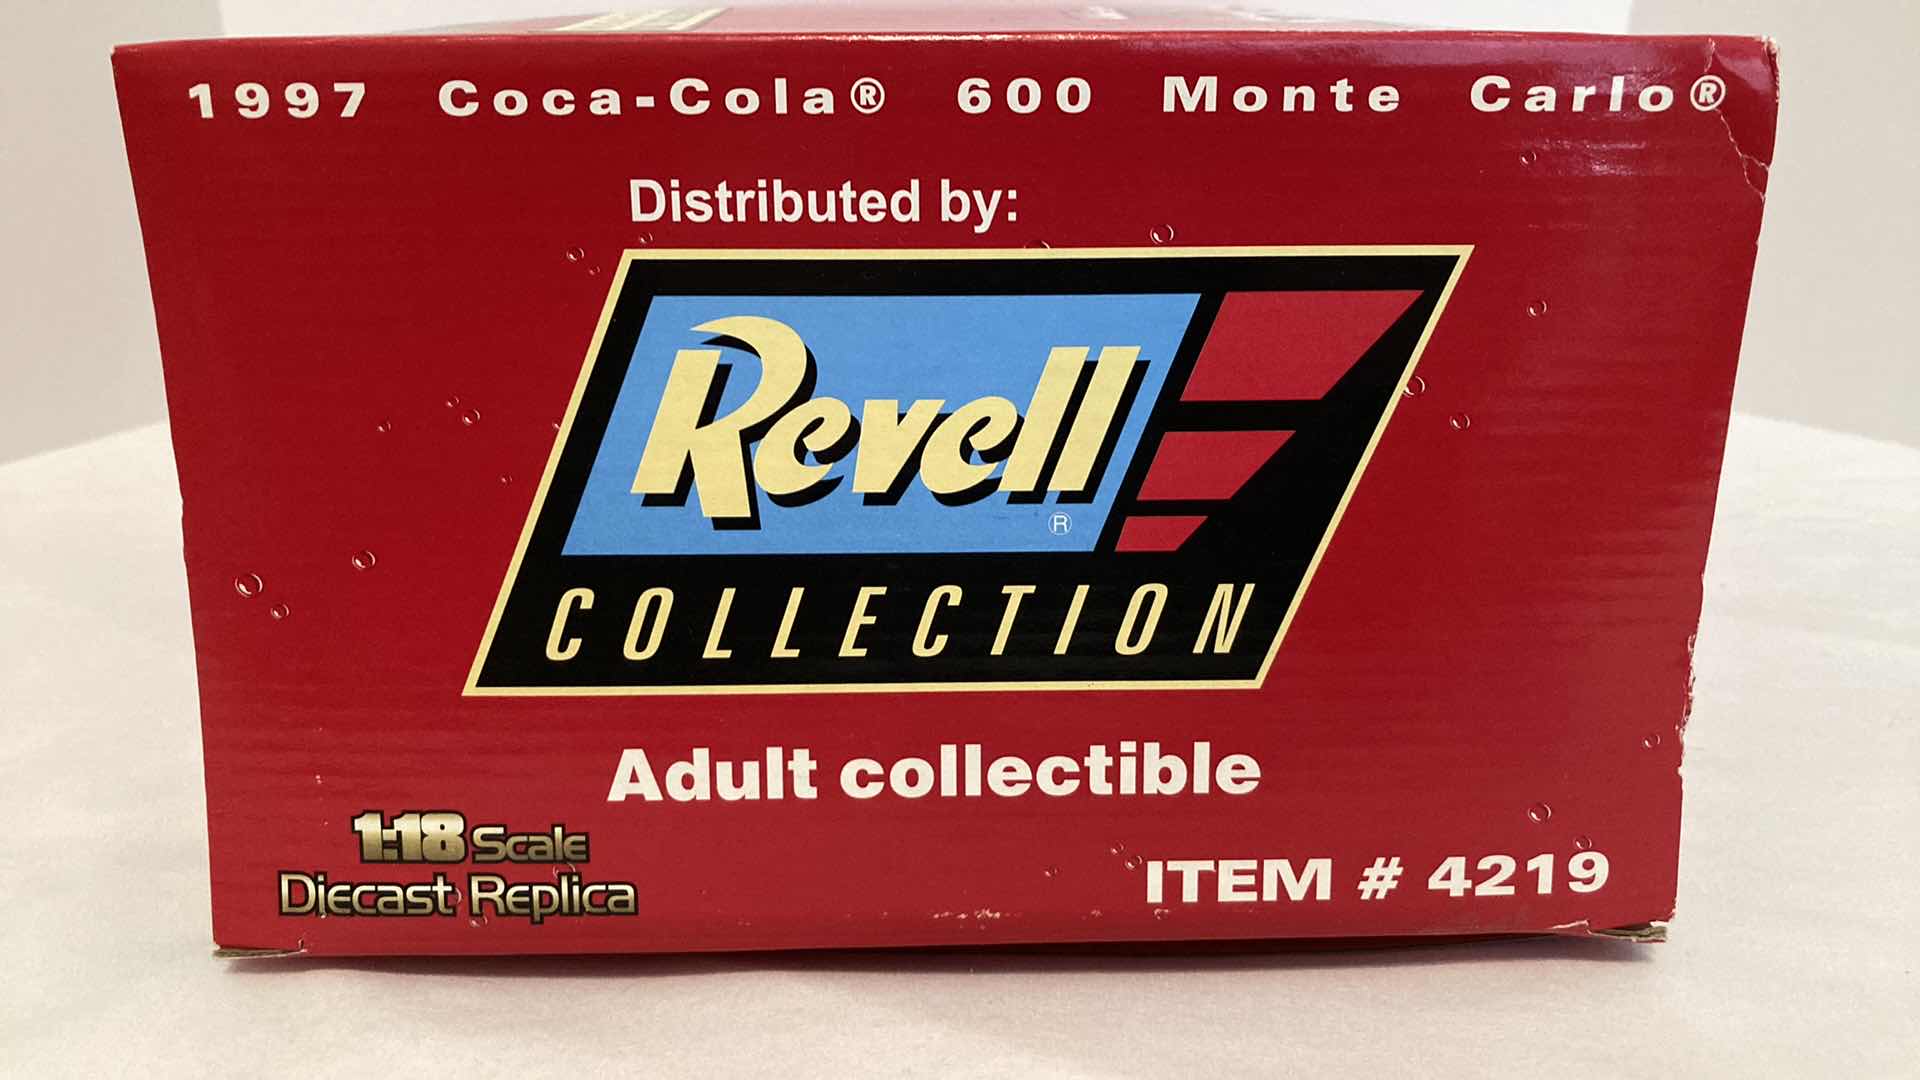 1997 Coca-Cola® 600 Monte Carlo®
Distributed by:
Revell®
COLLECTION
Adult collectible
1:18 Scale
Diecast Replica
ITEM # 4219